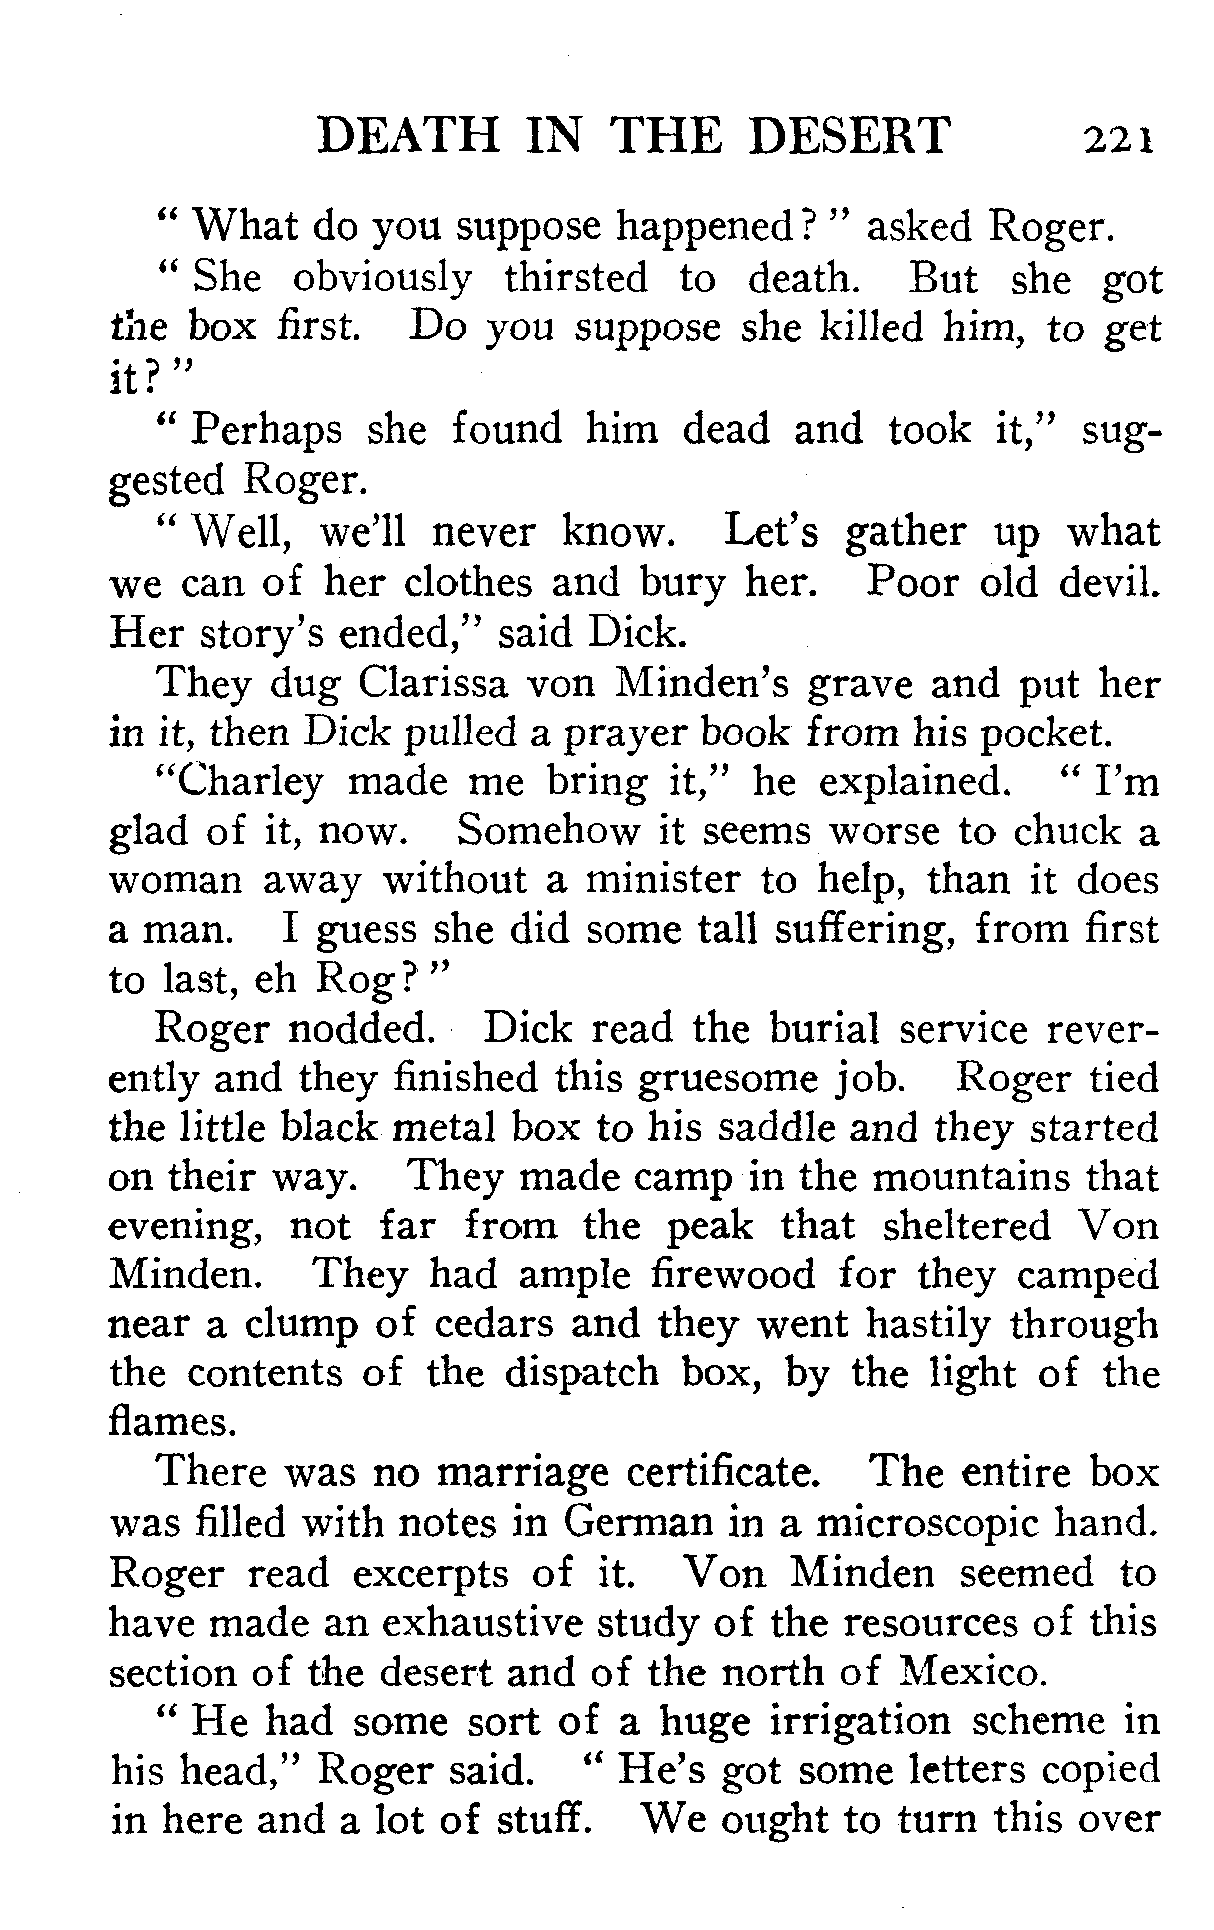 DEATH IN THE DESERT 221
" What do you suppose happened? " asked Roger.
" She obviously thirsted to death. But she got
the box first. Do you suppose she killed him, to get
it? "
" Perhaps she found him dead and took it," sug-
gested Roger.
" Well, we'll never know. Let's gather up what
we can of her clothes and bury her. Poor old devil.
Her story's ended," said Dick.
They dug Clarissa von Minden's grave and put her
in it, then Dick pulled a prayer book from his pocket.
"Charley made me bring it," he explained. " I'm
glad of it, now. Somehow it seems worse to chuck a
woman away without a minister to help, than it does
a man. I guess she did some tall suffering, from first
to last, eh Rog? "
Roger nodded. Dick read the burial service rever-
ently and they finished this gruesome job. Roger tied
the little black metal box to his saddle and they started
on their way. They made camp in the mountains that
evening, not far from the peak that sheltered Von
Minden. They had ample firewood for they camped
near a clump of cedars and they went hastily through
the contents of the dispatch box, by the light of the
flames.
There was no marriage certificate. The entire box
was filled with notes in German in a microscopic hand.
Roger read excerpts of it. Von Minden seemed to
have made an exhaustive study of the resources of this
section of the desert and of the north of Mexico.
" He had some sort of a huge irrigation scheme in
his head," Roger said. " He's got some letters copied
in here and a lot of stuff. We ought to turn this over